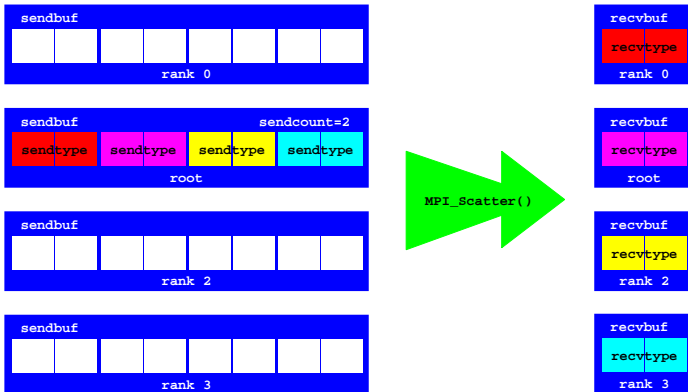 sendbuf
rank 0
recvbuf
recvtype
rank 0
sendbuf sendcount=2
sendtype sendtype sendtype sendtype
root
recvbuf
recvtype
root
MPI_Scatter()
sendbuf
rank 2
recvbuf
recvtype
rank 2
sendbuf
rank 3
recvbuf
recvtype
rank 3